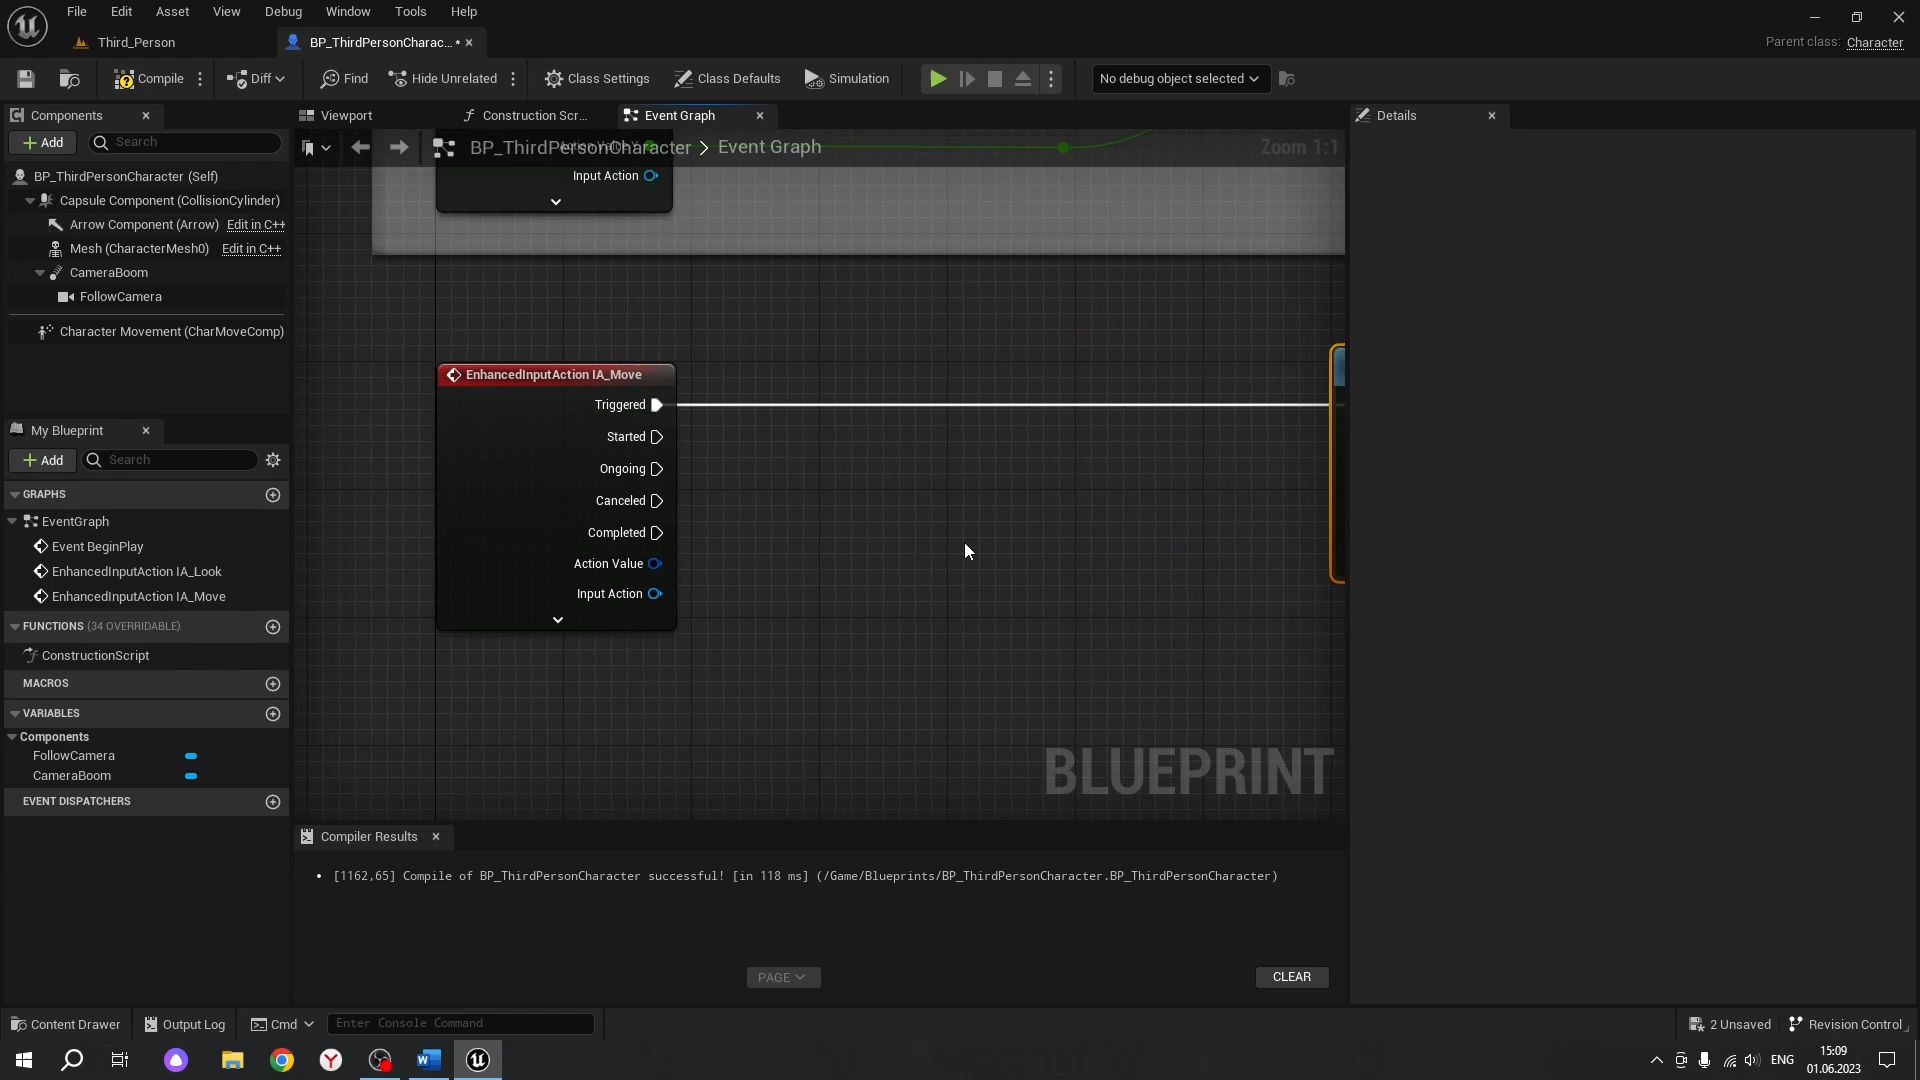 File Edit Asset View Debug Window Tools Help
Third_Person
BP_ThirdPersonCharac... •
Parent class: Character
Compile
Diff
Find
Hide Unrelated
Class Settings
Class Defaults
Simulation
No debug object selected
Components
Viewport
Construction Scr...
Event Graph
Details
Add
Search
BP_ThirdPersonCharacter > Event Graph
Zoom 1:1
Action Value Y
Input Action
BP_ThirdPersonCharacter (Self)
Capsule Component (CollisionCylinder)
Arrow Component (Arrow) Edit in C++
Mesh (CharacterMesh0) Edit in C++
CameraBoom
FollowCamera
Character Movement (CharMoveComp)
EnhancedInputAction IA_Move
Triggered
Started
Ongoing
Canceled
Completed
Action Value
Input Action
My Blueprint
Add
Search
GRAPHS
EventGraph
Event BeginPlay
EnhancedInputAction IA_Look
EnhancedInputAction IA_Move
FUNCTIONS (34 OVERRIDABLE)
ConstructionScript
MACROS
VARIABLES
Components
FollowCamera
CameraBoom
EVENT DISPATCHERS
BLUEPRINT
Compiler Results
• [1162,65] Compile of BP_ThirdPersonCharacter successful! [in 118 ms] (/Game/Blueprints/BP_ThirdPersonCharacter.BP_ThirdPersonCharacter)
PAGE
CLEAR
Content Drawer
Output Log
Cmd
Enter Console Command
2 Unsaved
Revision Control
ENG
15:09
01.06.2023